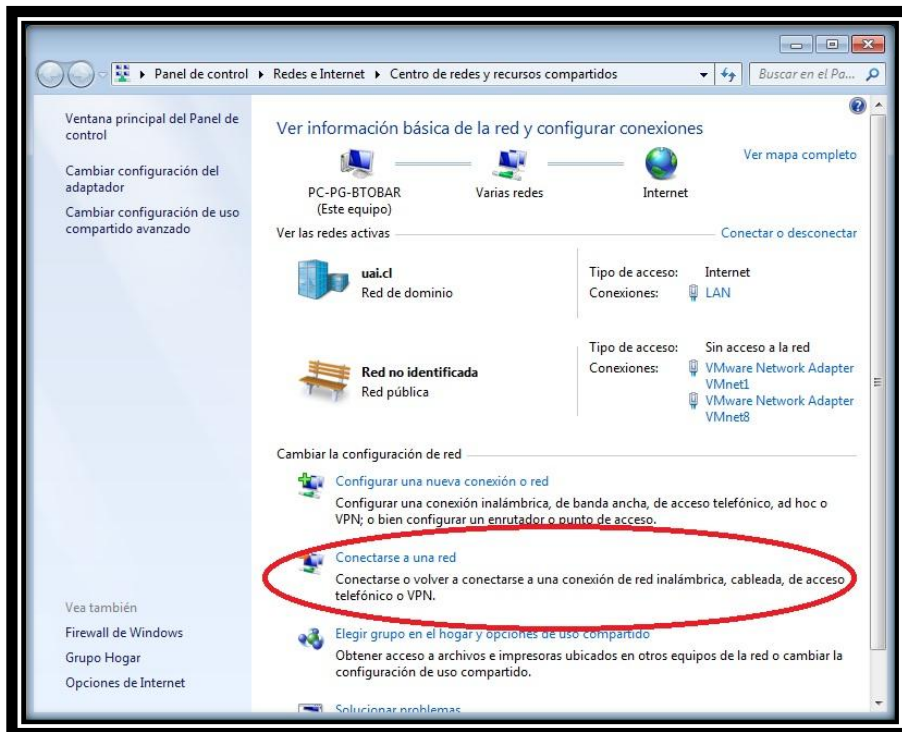 Panel de control ▸ Redes e Internet ▸ Centro de redes y recursos compartidos
Buscar en el Pa...
Ventana principal del Panel de
control
Cambiar configuración del
adaptador
Cambiar configuración de uso
compartido avanzado
Vea también
Firewall de Windows
Grupo Hogar
Opciones de Internet
Ver información básica de la red y configurar conexiones
Ver mapa completo
PC-PG-BTOBAR
(Este equipo)
Varias redes
Internet
Ver las redes activas
Conectar o desconectar
uai.cl
Red de dominio
Tipo de acceso: Internet
Conexiones: LAN
Red no identificada
Red pública
Tipo de acceso: Sin acceso a la red
Conexiones: VMware Network Adapter
VMnet1
VMware Network Adapter
VMnet8
Cambiar la configuración de red
Configurar una nueva conexión o red
Configurar una conexión inalámbrica, de banda ancha, de acceso telefónico, ad hoc o
VPN; o bien configurar un enrutador o punto de acceso.
Conectarse a una red
Conectarse o volver a conectarse a una conexión de red inalámbrica, cableada, de acceso
telefónico o VPN.
Elegir grupo en el hogar y opciones de uso compartido
Obtener acceso a archivos e impresoras ubicados en otros equipos de la red o cambiar la
configuración de uso compartido.
Solucionar problemas